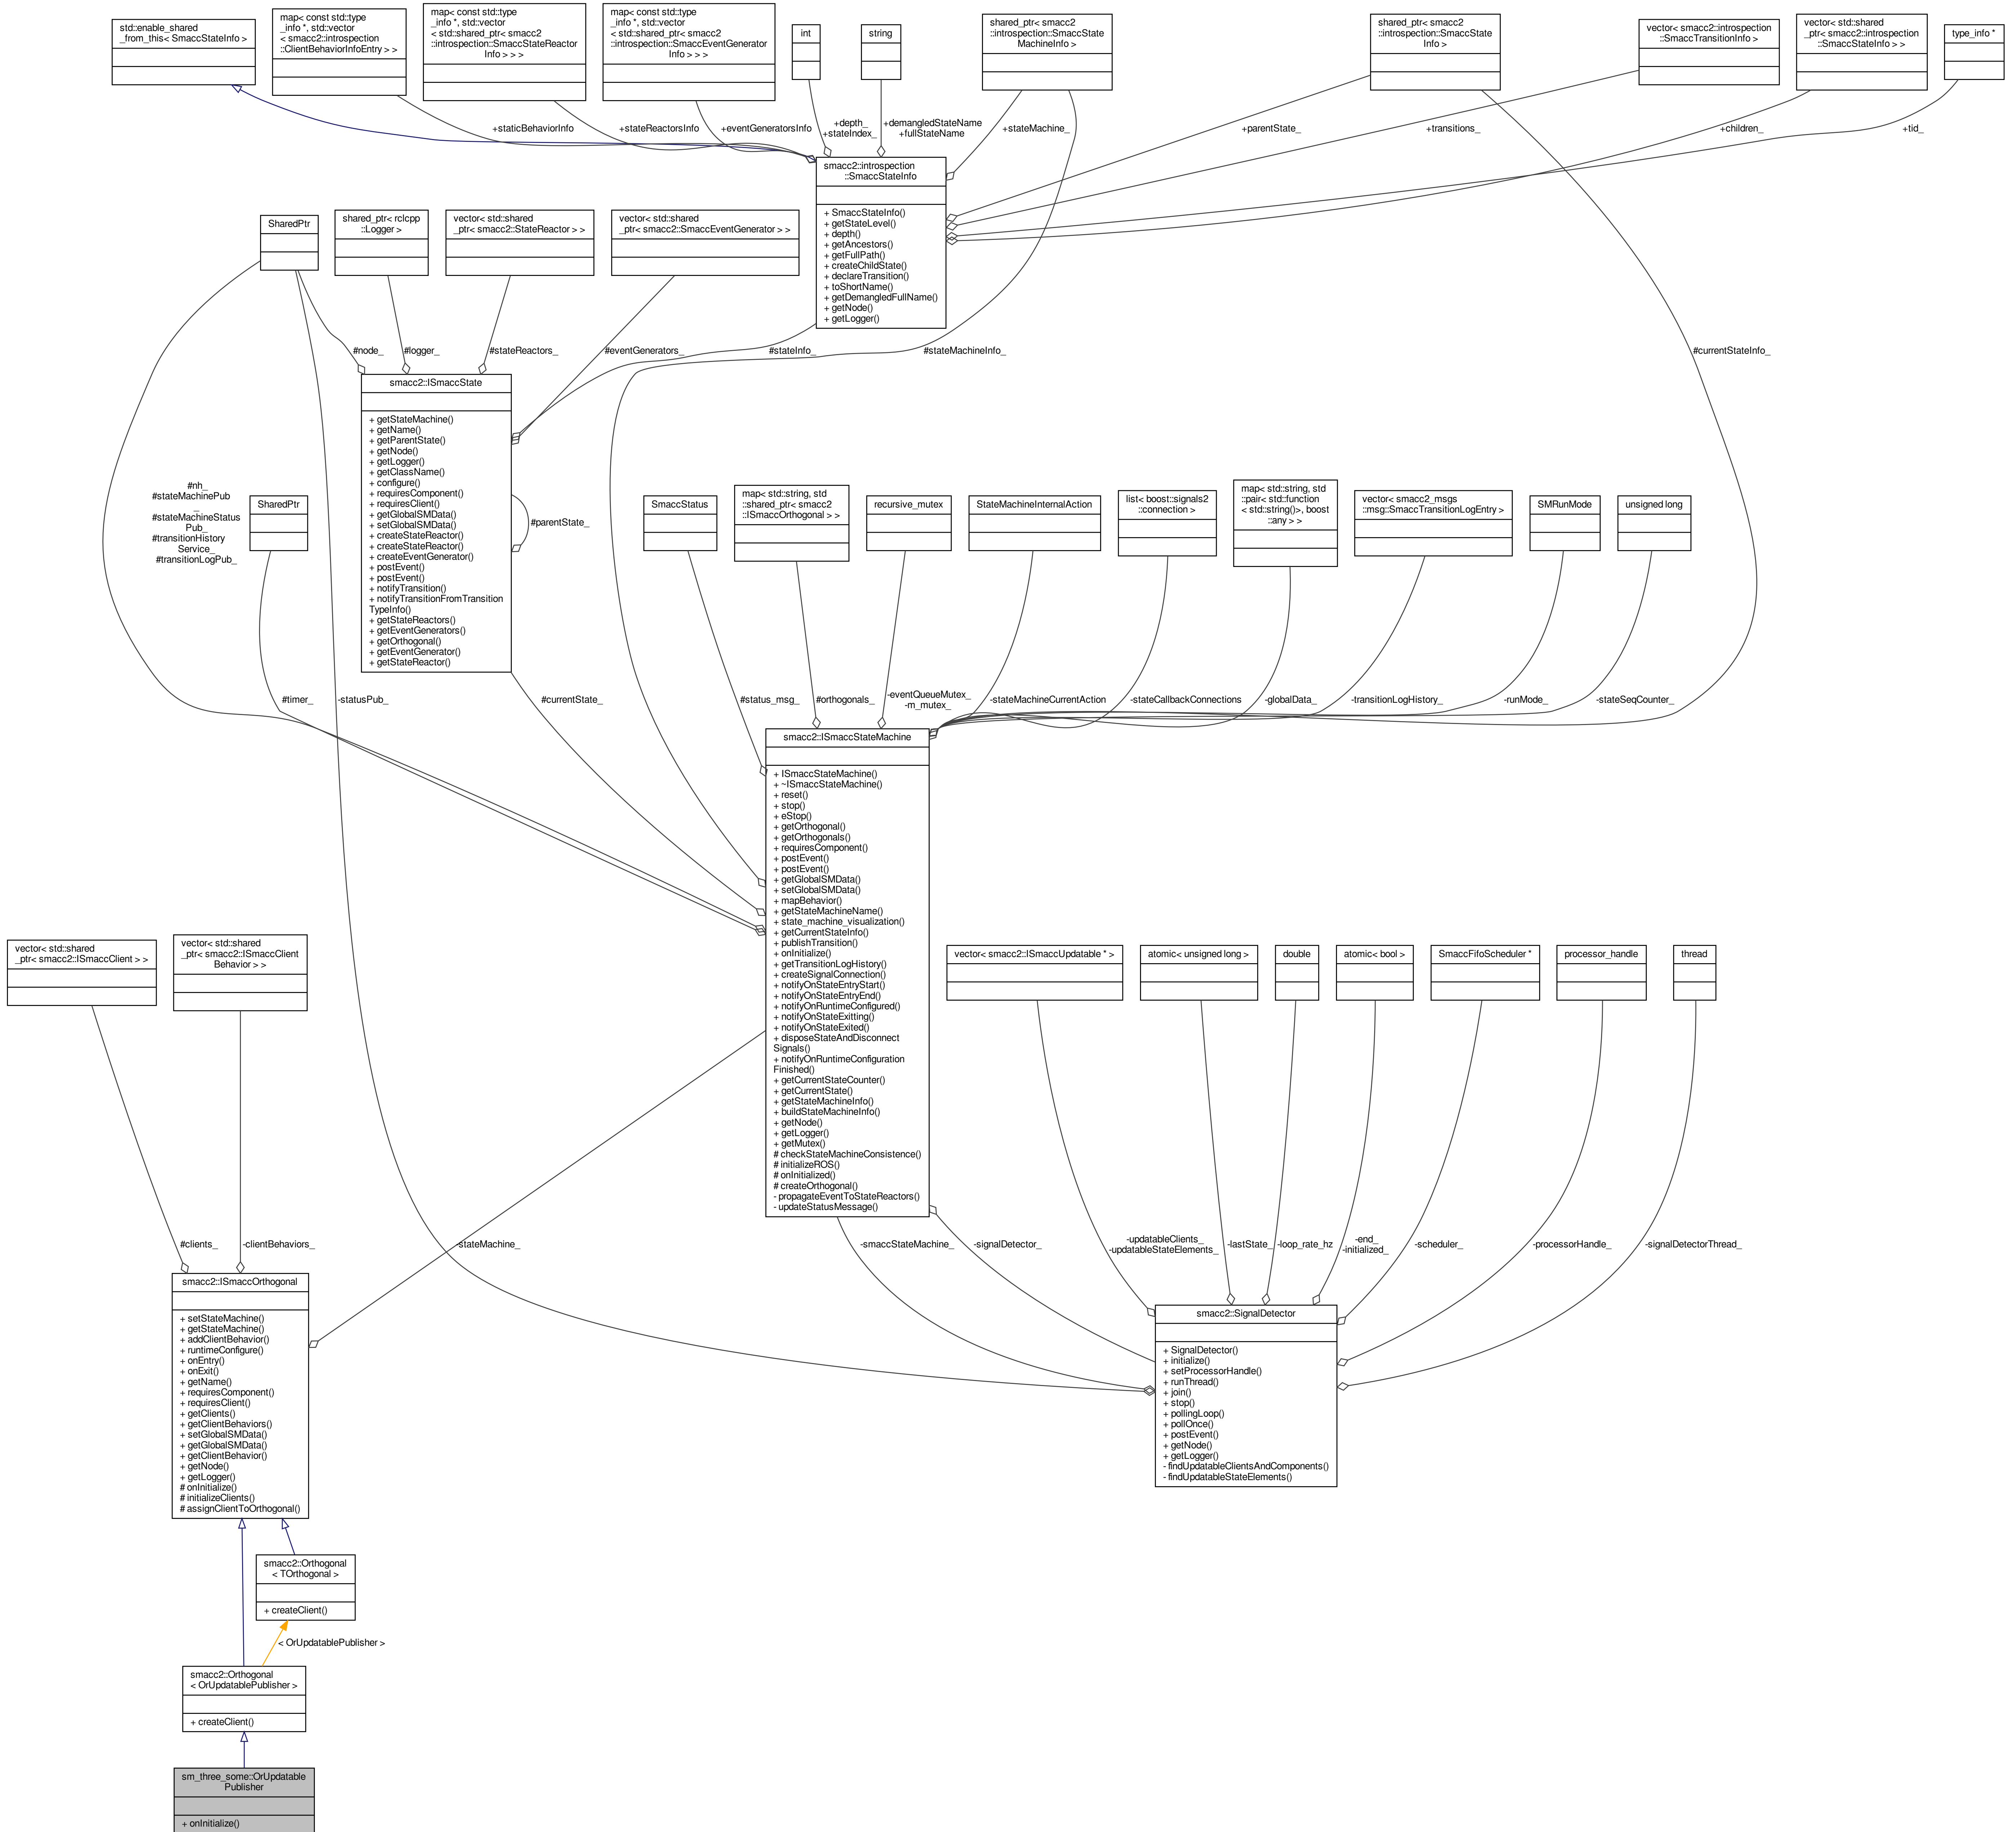 std::enable_shared
_from_this< SmaccStateInfo >
map< const std::type
_info *, std::vector
< smacc2::introspection
::ClientBehaviorInfoEntry > >
map< const std::type
_info *, std::vector
< std::shared_ptr< smacc2
::introspection::SmaccStateReactor
Info > > >
map< const std::type
_info *, std::vector
< std::shared_ptr< smacc2
::introspection::SmaccEventGenerator
Info > > >
int
string
shared_ptr< smacc2
::introspection::SmaccState
MachineInfo >
shared_ptr< smacc2
::introspection::SmaccState
Info >
vector< smacc2::introspection
::SmaccTransitionInfo >
vector< std::shared
_ptr< smacc2::introspection
::SmaccStateInfo > >
type_info *
+staticBehaviorInfo
+stateReactorsInfo
+eventGeneratorsInfo
+depth_
+stateIndex_
+demangledStateName
+fullStateName
+stateMachine_
+parentState_
+transitions_
+children_
+tid_
smacc2::introspection
::SmaccStateInfo
+ SmaccStateInfo()
+ getStateLevel()
+ depth()
+ getAncestors()
+ getFullPath()
+ createChildState()
+ declareTransition()
+ toShortName()
+ getDemangledFullName()
+ getNode()
+ getLogger()
SharedPtr
shared_ptr< rclcpp
::Logger >
vector< std::shared
_ptr< smacc2::StateReactor > >
vector< std::shared
_ptr< smacc2::SmaccEventGenerator > >
#node_
#logger_
#stateReactors_
#eventGenerators_
#stateInfo_
#stateMachineInfo_
#currentStateInfo_
smacc2::ISmaccState
+ getStateMachine()
+ getName()
+ getParentState()
+ getNode()
+ getLogger()
+ getClassName()
+ configure()
+ requiresComponent()
+ requiresClient()
+ getGlobalSMData()
+ setGlobalSMData()
+ createStateReactor()
+ createStateReactor()
+ createEventGenerator()
+ postEvent()
+ postEvent()
+ notifyTransition()
+ notifyTransitionFromTransition
TypeInfo()
+ getStateReactors()
+ getEventGenerators()
+ getOrthogonal()
+ getEventGenerator()
+ getStateReactor()
#parentState_
#nh_
#stateMachinePub
_
#stateMachineStatus
Pub_
#transitionHistory
Service_
#transitionLogPub_
SharedPtr
SmaccStatus
map< std::string, std
::shared_ptr< smacc2
::ISmaccOrthogonal > >
recursive_mutex
StateMachineInternalAction
list< boost::signals2
::connection >
map< std::string, std
::pair< std::function
< std::string()>, boost
::any > >
vector< smacc2_msgs
::msg::SmaccTransitionLogEntry >
SMRunMode
unsigned long
#timer_
-statusPub_
#currentState_
#status_msg_
#orthogonals_
-eventQueueMutex_
-m_mutex_
-stateMachineCurrentAction
-stateCallbackConnections
-globalData_
-transitionLogHistory_
-runMode_
-stateSeqCounter_
smacc2::ISmaccStateMachine
+ ISmaccStateMachine()
+ ~ISmaccStateMachine()
+ reset()
+ stop()
+ eStop()
+ getOrthogonal()
+ getOrthogonals()
+ requiresComponent()
+ postEvent()
+ postEvent()
+ getGlobalSMData()
+ setGlobalSMData()
+ mapBehavior()
+ getStateMachineName()
+ state_machine_visualization()
+ getCurrentStateInfo()
+ publishTransition()
+ onInitialize()
+ getTransitionLogHistory()
+ createSignalConnection()
+ notifyOnStateEntryStart()
+ notifyOnStateEntryEnd()
+ notifyOnRuntimeConfigured()
+ notifyOnStateExitting()
+ notifyOnStateExited()
+ disposeStateAndDisconnect
Signals()
+ notifyOnRuntimeConfiguration
Finished()
+ getCurrentStateCounter()
+ getCurrentState()
+ getStateMachineInfo()
+ buildStateMachineInfo()
+ getNode()
+ getLogger()
+ getMutex()
# checkStateMachineConsistence()
# initializeROS()
# onInitialized()
# createOrthogonal()
- propagateEventToStateReactors()
- updateStatusMessage()
vector< std::shared
_ptr< smacc2::ISmaccClient > >
vector< std::shared
_ptr< smacc2::ISmaccClient
Behavior > >
vector< smacc2::ISmaccUpdatable * >
atomic< unsigned long >
double
atomic< bool >
SmaccFifoScheduler *
processor_handle
thread
#clients_
-clientBehaviors_
-stateMachine_
-smaccStateMachine_
-signalDetector_
-updatableClients_
-updatableStateElements_
-lastState_
-loop_rate_hz
-end_
-initialized_
-scheduler_
-processorHandle_
-signalDetectorThread_
smacc2::ISmaccOrthogonal
+ setStateMachine()
+ getStateMachine()
+ addClientBehavior()
+ runtimeConfigure()
+ onEntry()
+ onExit()
+ getName()
+ requiresComponent()
+ requiresClient()
+ getClients()
+ getClientBehaviors()
+ setGlobalSMData()
+ getGlobalSMData()
+ getClientBehavior()
+ getNode()
+ getLogger()
# onInitialize()
# initializeClients()
# assignClientToOrthogonal()
smacc2::SignalDetector
+ SignalDetector()
+ initialize()
+ setProcessorHandle()
+ runThread()
+ join()
+ stop()
+ pollingLoop()
+ pollOnce()
+ postEvent()
+ getNode()
+ getLogger()
- findUpdatableClientsAndComponents()
- findUpdatableStateElements()
smacc2::Orthogonal
< TOrthogonal >
+ createClient()
< OrUpdatablePublisher >
smacc2::Orthogonal
< OrUpdatablePublisher >
+ createClient()
sm_three_some::OrUpdatable
Publisher
+ onInitialize()